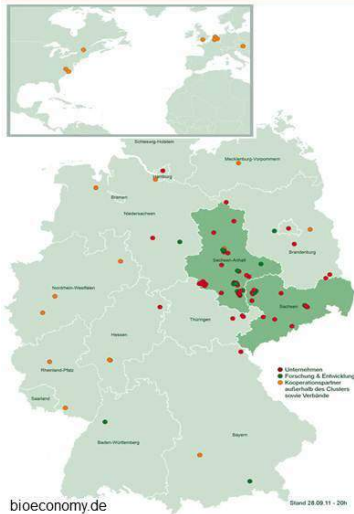 Schleswig-Holstein
Mecklenburg-Vorpommern
Hamburg
Bremen
Niedersachsen
Brandenburg
Sachsen-Anhalt
Nordrhein-Westfalen
Sachsen
Thüringen
Hessen
Rheinland-Pfalz
Saarland
Baden-Württemberg
Bayern
Unternehmen
Forschung & Entwicklung
Kooperationspartner
außerhalb des Clusters
sowie Verbände
bioeconomy.de
Stand 28.09.11 - 20h